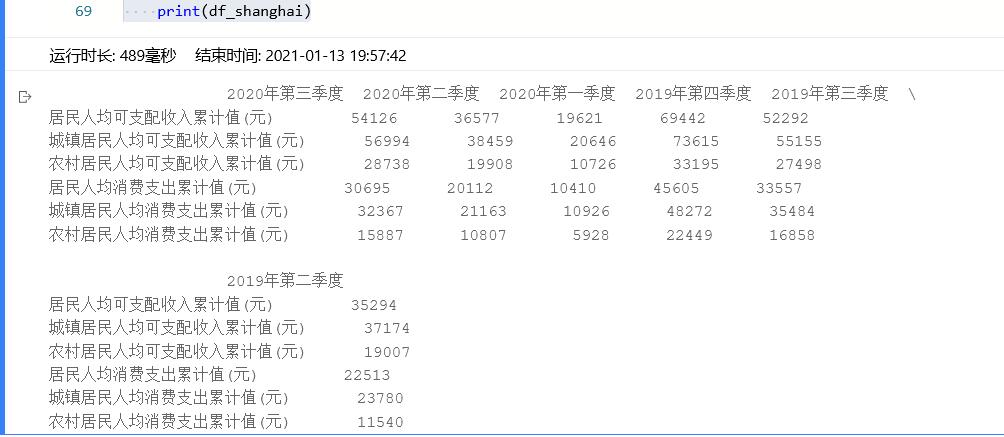 69 print(df_shanghai)
运行时长: 489毫秒 结束时间: 2021-01-13 19:57:42
2020年第三季度 2020年第二季度 2020年第一季度 2019年第四季度 2019年第三季度 \
居民人均可支配收入累计值(元) 54126 36577 19621 69442 52292
城镇居民人均可支配收入累计值(元) 56994 38459 20646 73615 55155
农村居民人均可支配收入累计值(元) 28738 19908 10726 33195 27498
居民人均消费支出累计值(元) 30695 20112 10410 45605 33557
城镇居民人均消费支出累计值(元) 32367 21163 10926 48272 35484
农村居民人均消费支出累计值(元) 15887 10807 5928 22449 16858
2019年第二季度
居民人均可支配收入累计值(元) 35294
城镇居民人均可支配收入累计值(元) 37174
农村居民人均可支配收入累计值(元) 19007
居民人均消费支出累计值(元) 22513
城镇居民人均消费支出累计值(元) 23780
农村居民人均消费支出累计值(元) 11540